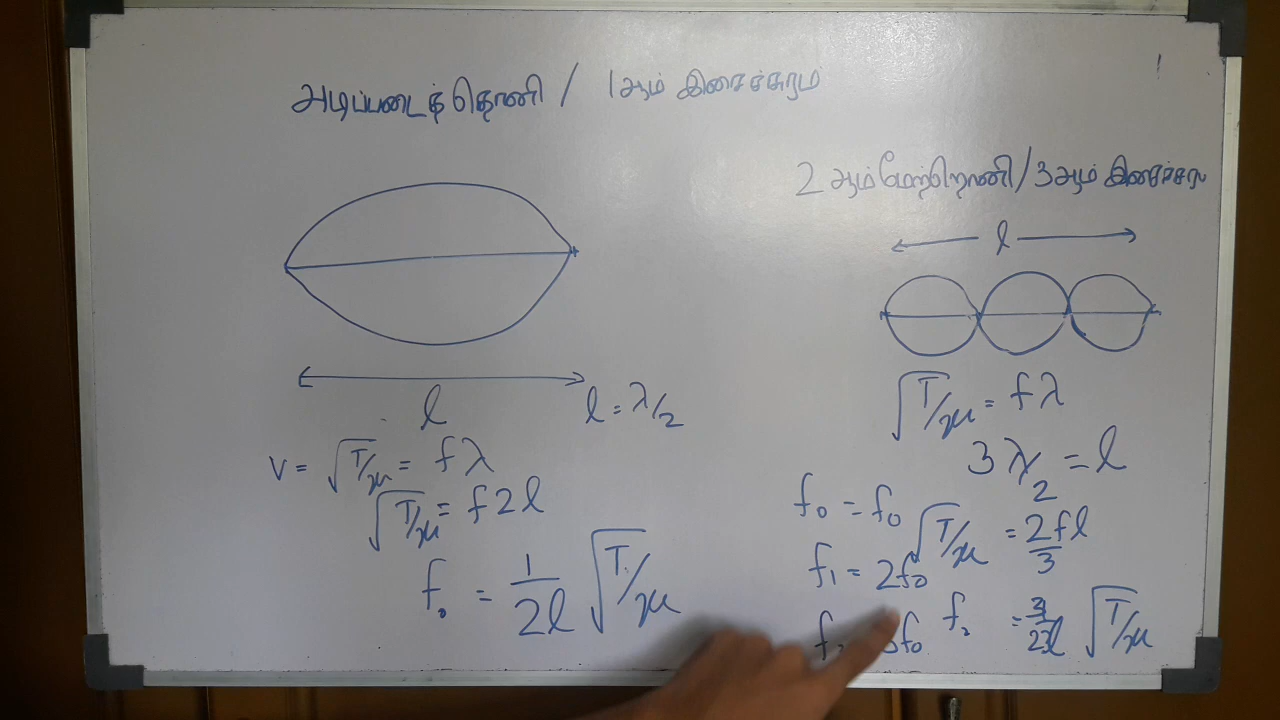 அடிப்படைத்தொனி / 1ஆம் இசைச்சுரம்
l
l = λ/2
v = √T/μ = fλ
√T/μ = f2l
f₀ = 1/2l √T/μ
2ஆம் மேற்றொனி / 3ஆம் இசைச்சுர
l
√T/μ = fλ
3λ/2 = l
f₀ = f₀
√T/μ = 2fl/3
f₁ = 2f₀
f₂ = 3/2l √T/μ